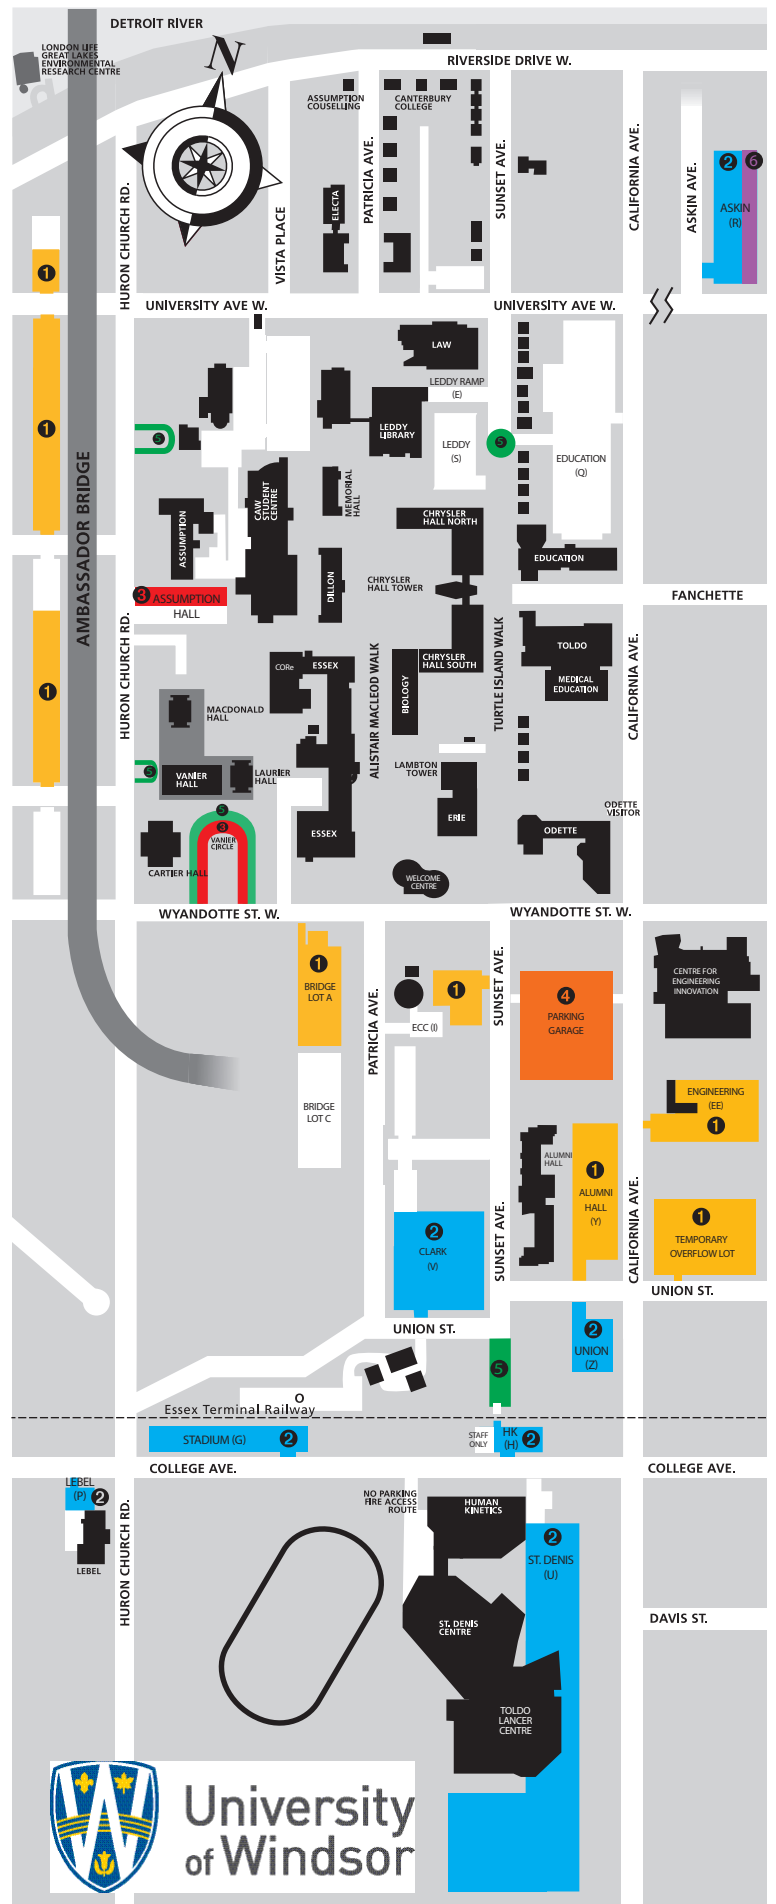 DETROIT RIVER
LONDON LIFE
GREAT LAKES
ENVIRONMENTAL
RESEARCH CENTRE
N
RIVERSIDE DRIVE W.
ASSUMPTION
COUSELLING
CANTERBURY
COLLEGE
HURON CHURCH RD.
VISTA PLACE
ELECTA
PATRICIA AVE.
SUNSET AVE.
CALIFORNIA AVE.
ASKIN AVE.
2
6
ASKIN
(R)
1
UNIVERSITY AVE W.
UNIVERSITY AVE W.
LAW
LEDDY RAMP
(E)
1
5
LEDDY
LIBRARY
LEDDY
(S)
5
EDUCATION
(Q)
AMBASSADOR BRIDGE
ASSUMPTION
CAW
STUDENT
CENTRE
MEMORIAL
HALL
CHRYSLER
HALL NORTH
EDUCATION
3 ASSUMPTION
HALL
DILLON
CHRYSLER
HALL TOWER
FANCHETTE
HURON CHURCH RD.
1
CORe
ESSEX
ALISTAIR MACLEOD WALK
BIOLOGY
CHRYSLER
HALL SOUTH
TURTLE ISLAND WALK
TOLDO
MEDICAL
EDUCATION
CALIFORNIA AVE.
MACDONALD
HALL
5
VANIER
HALL
LAURIER
HALL
LAMBTON
TOWER
ERIE
ODETTE
VISITOR
ODETTE
5
3
VANIER
CIRCLE
CARTIER HALL
ESSEX
WELCOME
CENTRE
WYANDOTTE ST. W.
WYANDOTTE ST. W.
1
BRIDGE
LOT A
PATRICIA AVE.
1
ECC (I)
SUNSET AVE.
4
PARKING
GARAGE
CENTRE FOR
ENGINEERING
INNOVATION
BRIDGE
LOT C
ENGINEERING
(EE)
1
ALUMNI
HALL
1
ALUMNI
HALL
(Y)
CALIFORNIA AVE.
1
TEMPORARY
OVERFLOW LOT
2
CLARK
(V)
SUNSET AVE.
UNION ST.
UNION ST.
2
UNION
(Z)
5
O
Essex Terminal Railway
STADIUM (G)
2
STAFF
ONLY
HK
(H)
2
COLLEGE AVE.
COLLEGE AVE.
LEBEL
(P)
2
LEBEL
HURON CHURCH RD.
NO PARKING
FIRE ACCESS
ROUTE
HUMAN
KINETICS
2
ST. DENIS
(U)
ST. DENIS
CENTRE
DAVIS ST.
TOLDO
LANCER
CENTRE
University
of Windsor